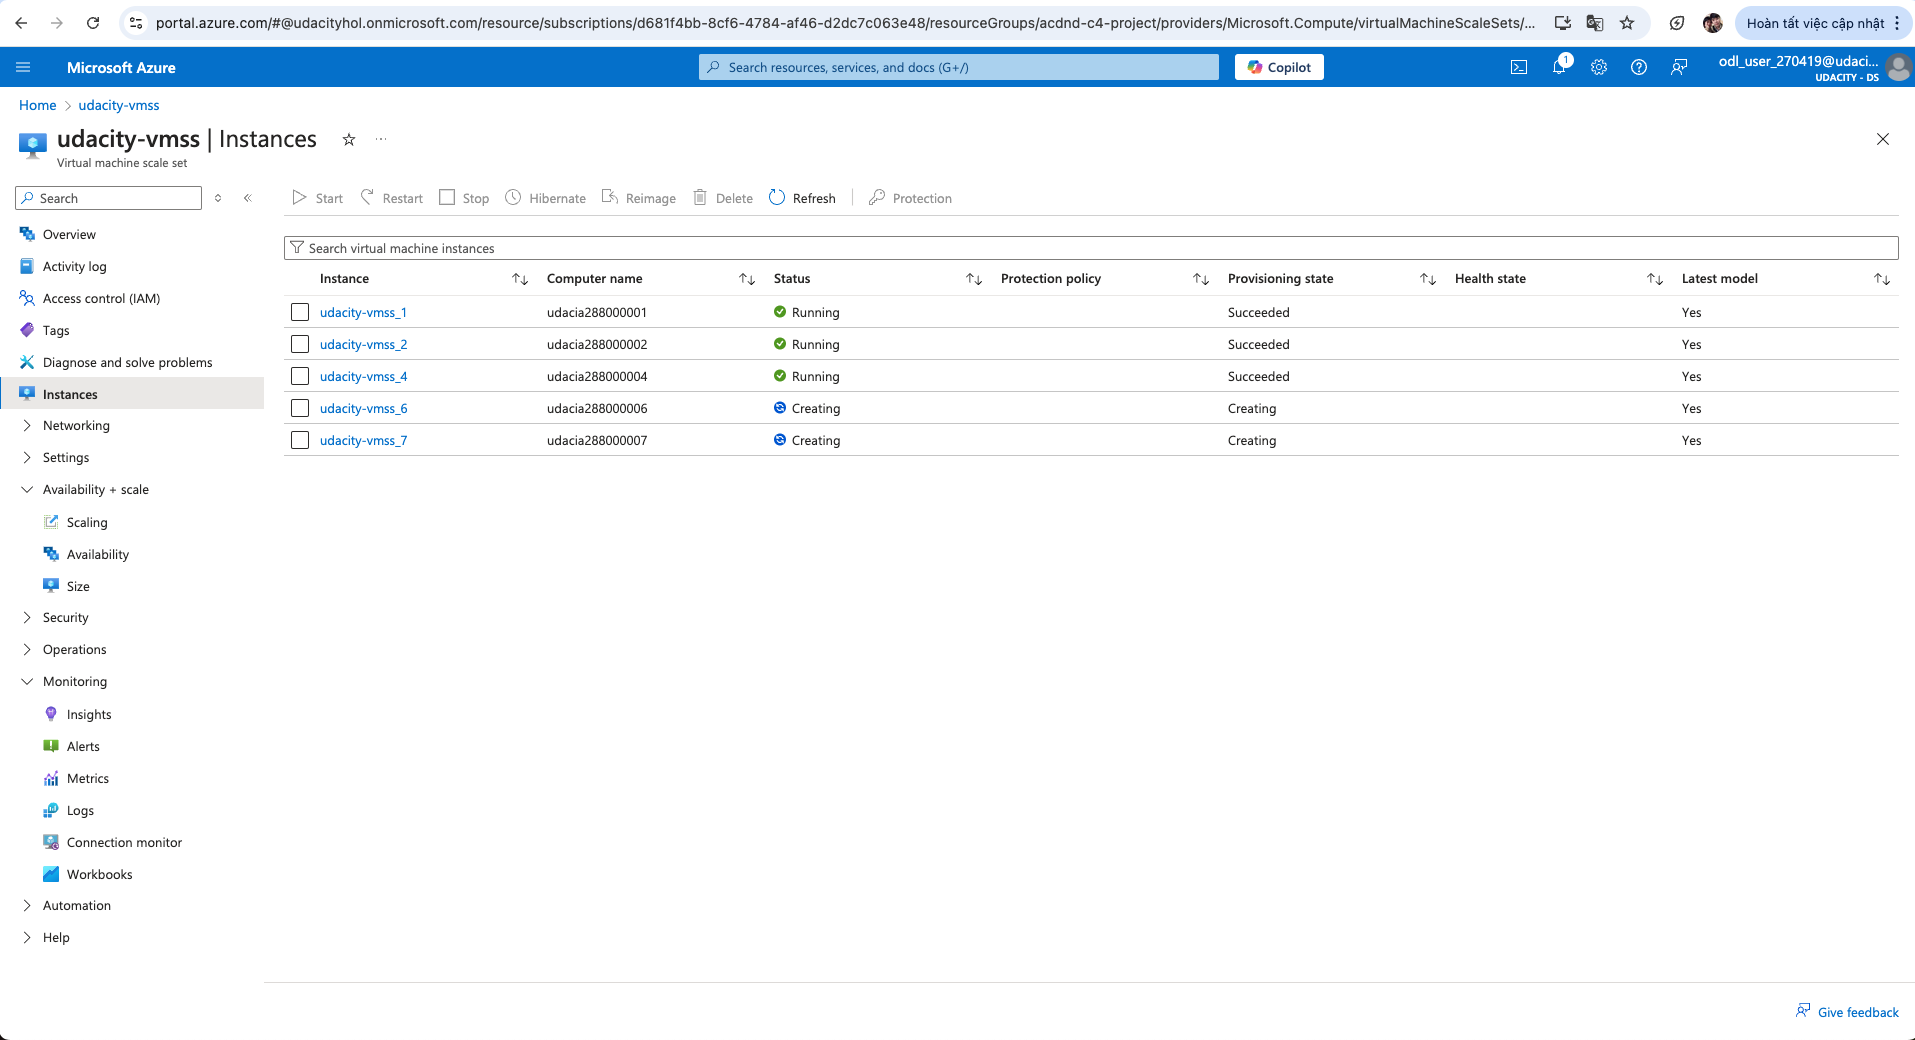 portal.azure.com/#@udacityhol.onmicrosoft.com/resource/subscriptions/d681f4bb-8cf6-4784-af46-d2dc7c063e48/resourceGroups/acdnd-c4-project/providers/Microsoft.Compute/virtualMachineScaleSets/...
Hoàn tất việc cập nhật
Microsoft Azure
Search resources, services, and docs (G+/)
Copilot
1
odl_user_270419@udaci...
UDACITY - DS
Home > udacity-vmss
udacity-vmss | Instances
Virtual machine scale set
Search
Start Restart Stop Hibernate Reimage Delete Refresh Protection
Overview
Activity log
Access control (IAM)
Tags
Diagnose and solve problems
Instances
Networking
Settings
Availability + scale
Scaling
Availability
Size
Security
Operations
Monitoring
Insights
Alerts
Metrics
Logs
Connection monitor
Workbooks
Automation
Help
Search virtual machine instances
Instance Computer name Status Protection policy Provisioning state Health state Latest model
udacity-vmss_1 udacia288000001 Running Succeeded Yes
udacity-vmss_2 udacia288000002 Running Succeeded Yes
udacity-vmss_4 udacia288000004 Running Succeeded Yes
udacity-vmss_6 udacia288000006 Creating Creating Yes
udacity-vmss_7 udacia288000007 Creating Creating Yes
Give feedback